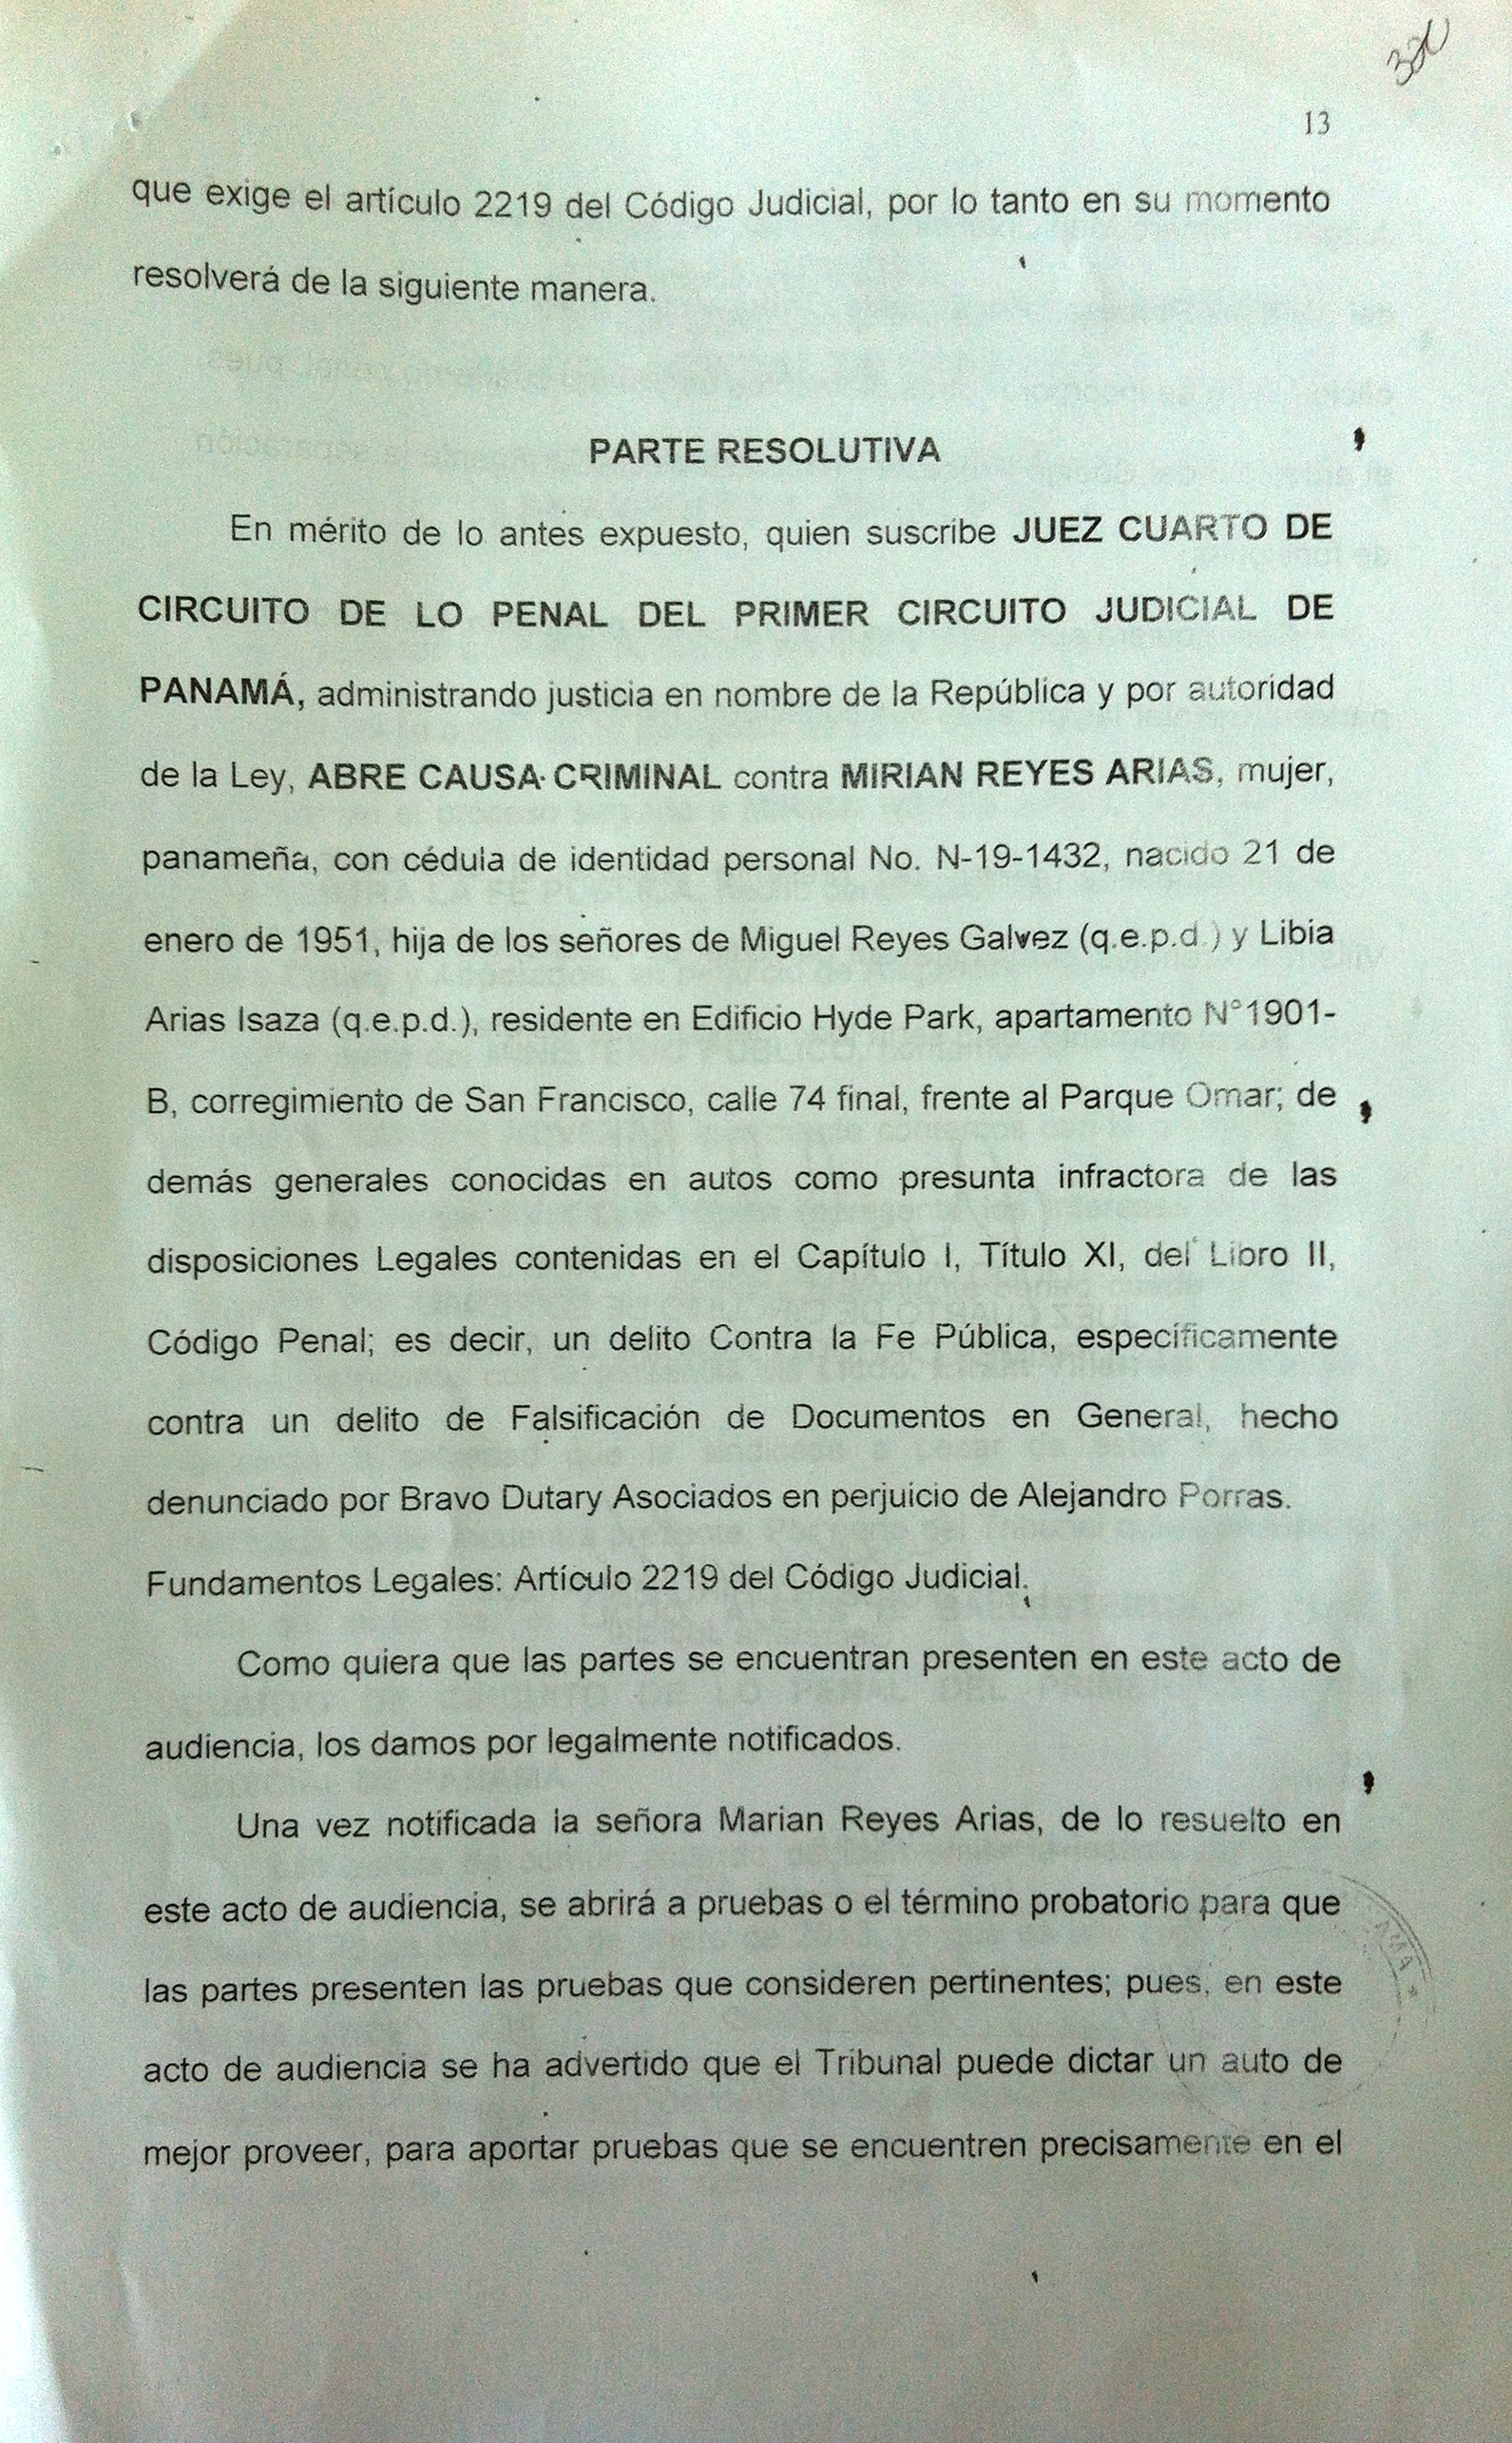 13
que exige el artículo 2219 del Código Judicial, por lo tanto en su momento
resolverá de la siguiente manera.
PARTE RESOLUTIVA
En mérito de lo antes expuesto, quien suscribe JUEZ CUARTO DE
CIRCUITO DE LO PENAL DEL PRIMER CIRCUITO JUDICIAL DE
PANAMÁ, administrando justicia en nombre de la República y por autoridad
de la Ley, ABRE CAUSA CRIMINAL contra MIRIAN REYES ARIAS, mujer,
panameña, con cédula de identidad personal No. N-19-1432, nacido 21 de
enero de 1951, hija de los señores de Miguel Reyes Galvez (q.e.p.d.) y Libia
Arias Isaza (q.e.p.d.), residente en Edificio Hyde Park, apartamento N°1901-
B, corregimiento de San Francisco, calle 74 final, frente al Parque Omar; de
demás generales conocidas en autos como presunta infractora de las
disposiciones Legales contenidas en el Capítulo I, Título XI, del Libro II,
Código Penal; es decir, un delito Contra la Fe Pública, específicamente
contra un delito de Falsificación de Documentos en General, hecho
denunciado por Bravo Dutary Asociados en perjuicio de Alejandro Porras.
Fundamentos Legales: Artículo 2219 del Código Judicial.
Como quiera que las partes se encuentran presenten en este acto de
audiencia, los damos por legalmente notificados.
Una vez notificada la señora Marian Reyes Arias, de lo resuelto en
este acto de audiencia, se abrirá a pruebas o el término probatorio para que
las partes presenten las pruebas que consideren pertinentes; pues, en este
acto de audiencia se ha advertido que el Tribunal puede dictar un auto de
mejor proveer, para aportar pruebas que se encuentren precisamente en el